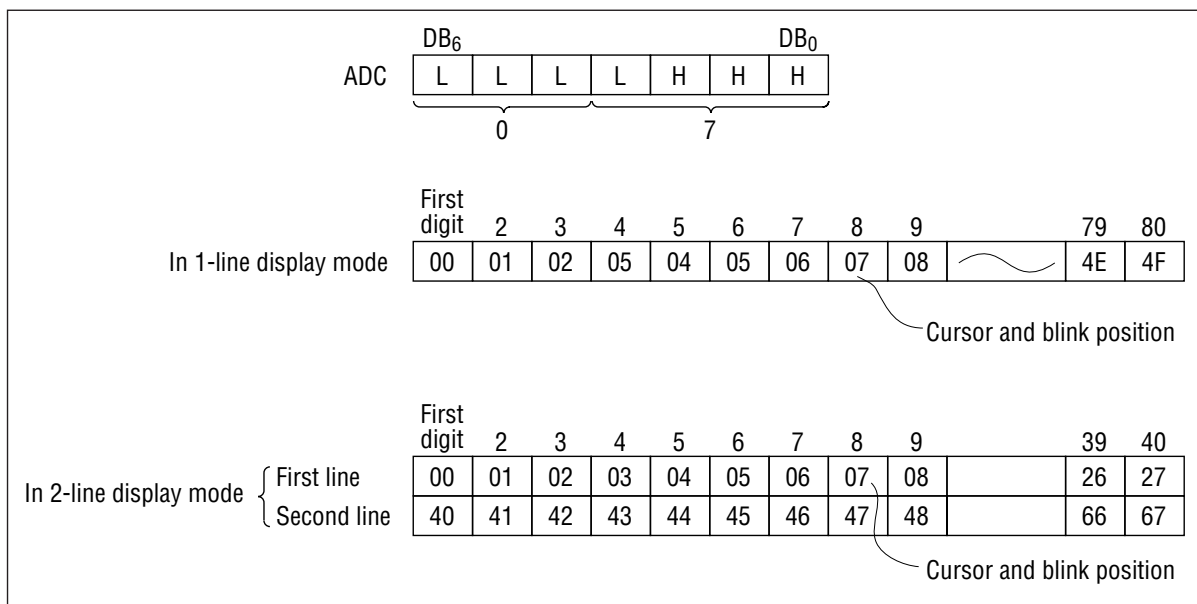 DB6 DB0
ADC L L L L H H H
0 7
First
digit 2 3 4 5 6 7 8 9 79 80
In 1-line display mode 00 01 02 05 04 05 06 07 08 4E 4F
Cursor and blink position
First
digit 2 3 4 5 6 7 8 9 39 40
In 2-line display mode First line 00 01 02 03 04 05 06 07 08 26 27
Second line 40 41 42 43 44 45 46 47 48 66 67
Cursor and blink position